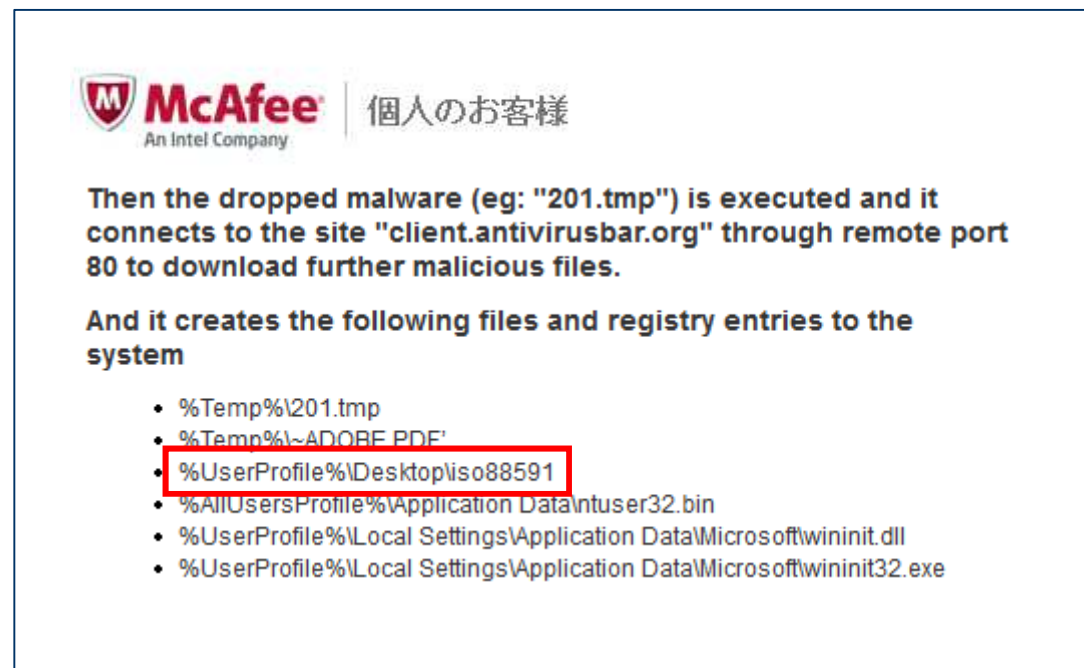 McAfee 個人のお客様
An Intel Company
Then the dropped malware (eg: "201.tmp") is executed and it
connects to the site "client.antivirusbar.org" through remote port
80 to download further malicious files.
And it creates the following files and registry entries to the
system
• %Temp%\201.tmp
• %Temp%\~ADOBE.PDF'
• %UserProfile%\Desktop\iso88591
• %AllUsersProfile%\Application Data\ntuser32.bin
• %UserProfile%\Local Settings\Application Data\Microsoft\wininit.dll
• %UserProfile%\Local Settings\Application Data\Microsoft\wininit32.exe